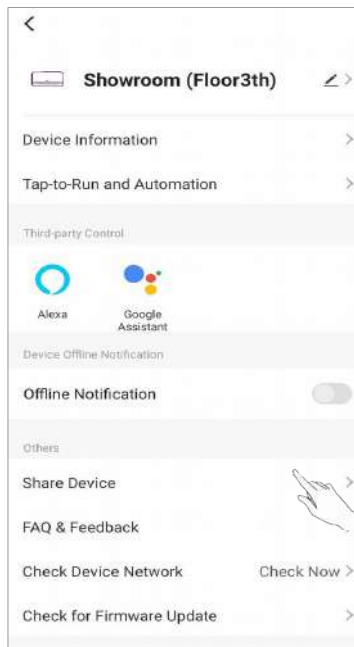 Showroom (Floor3th)
Device Information
Tap-to-Run and Automation
Third-party Control
Alexa
Google
Assistant
Device Offline Notification
Offline Notification
Others
Share Device
FAQ & Feedback
Check Device Network Check Now
Check for Firmware Update